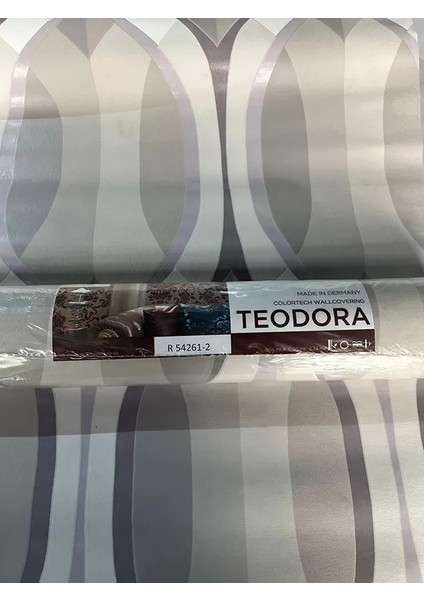 MADE IN GERMANY
COLORTECH WALLCOVERING
TEODORA
R 54261-2